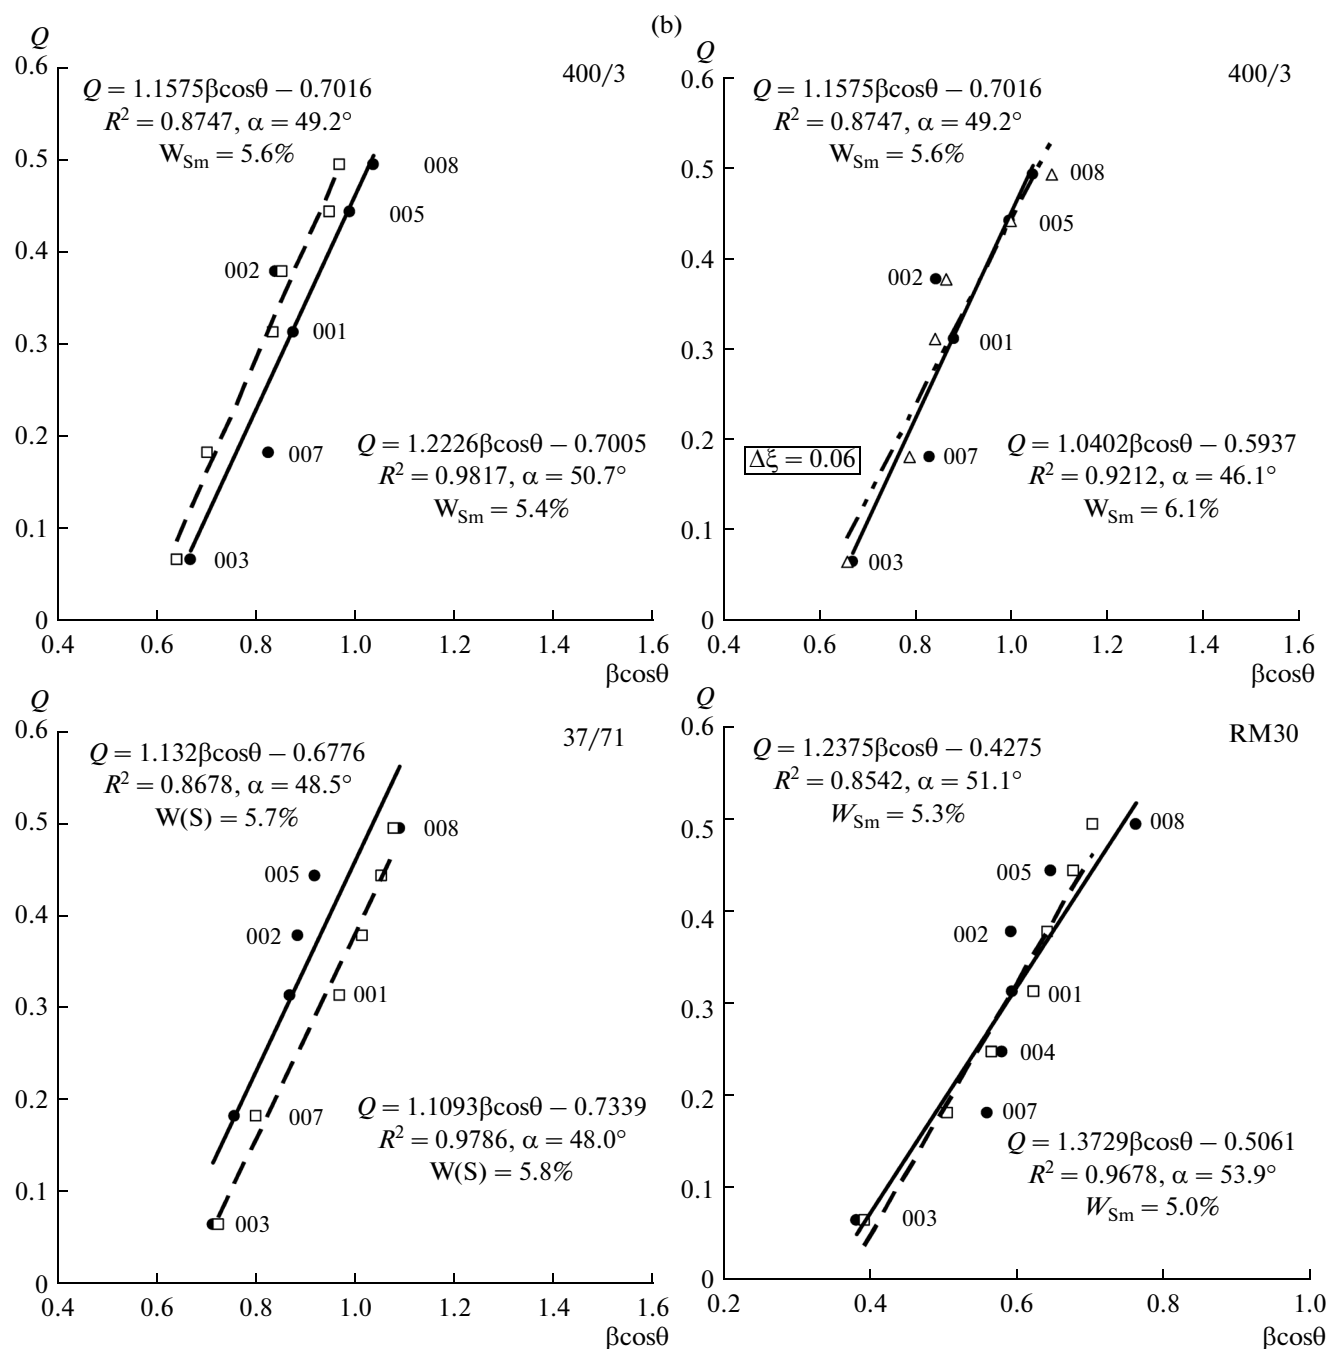 (b)
Q
0.6
0.5
0.4
0.3
0.2
0.1
0
400/3
Q = 1.1575βcosθ − 0.7016
R² = 0.8747, α = 49.2°
W_Sm = 5.6%
008
005
002
001
007
003
Q = 1.2226βcosθ − 0.7005
R² = 0.9817, α = 50.7°
W_Sm = 5.4%
0.4 0.6 0.8 1.0 1.2 1.4 1.6
βcosθ
Q
0.6
0.5
0.4
0.3
0.2
0.1
0
400/3
Q = 1.1575βcosθ − 0.7016
R² = 0.8747, α = 49.2°
W_Sm = 5.6%
008
005
002
001
007
003
Δξ = 0.06
Q = 1.0402βcosθ − 0.5937
R² = 0.9212, α = 46.1°
W_Sm = 6.1%
0.4 0.6 0.8 1.0 1.2 1.4 1.6
βcosθ
Q
0.6
0.5
0.4
0.3
0.2
0.1
0
37/71
Q = 1.132βcosθ − 0.6776
R² = 0.8678, α = 48.5°
W(S) = 5.7%
008
005
002
001
007
003
Q = 1.1093βcosθ − 0.7339
R² = 0.9786, α = 48.0°
W(S) = 5.8%
0.4 0.6 0.8 1.0 1.2 1.4 1.6
βcosθ
Q
0.6
0.5
0.4
0.3
0.2
0.1
0
RM30
Q = 1.2375βcosθ − 0.4275
R² = 0.8542, α = 51.1°
W_Sm = 5.3%
008
005
002
001
004
007
003
Q = 1.3729βcosθ − 0.5061
R² = 0.9678, α = 53.9°
W_Sm = 5.0%
0.2 0.4 0.6 0.8 1.0
βcosθ